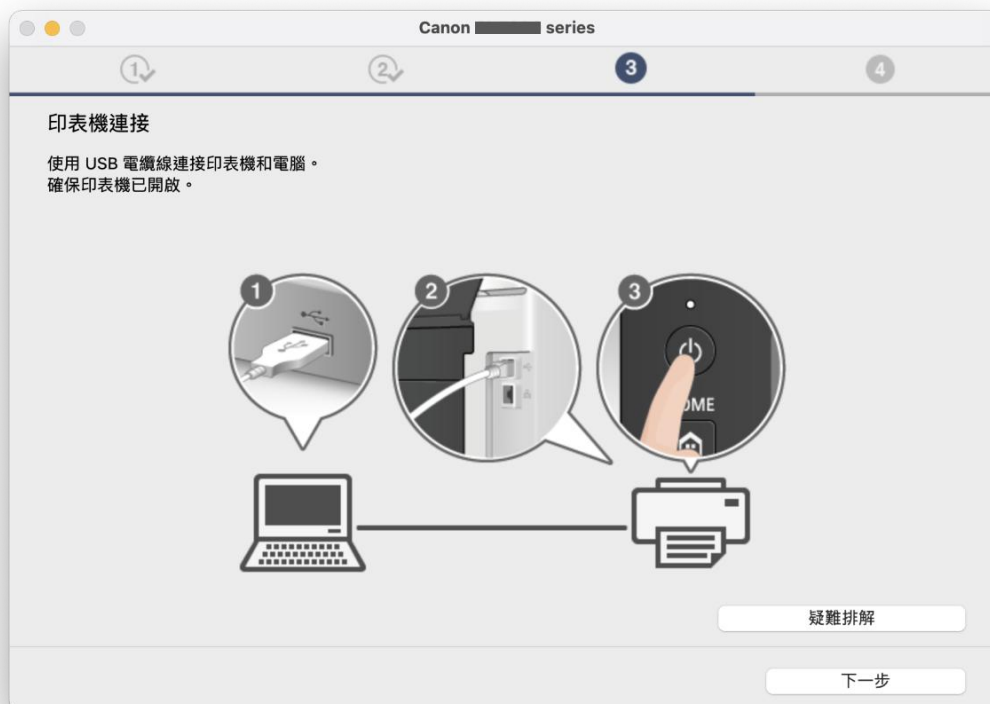 Canon series
1 2 3 4
印表機連接
使用 USB 電纜線連接印表機和電腦。
確保印表機已開啟。
1 2 3
OME
疑難排解
下一步